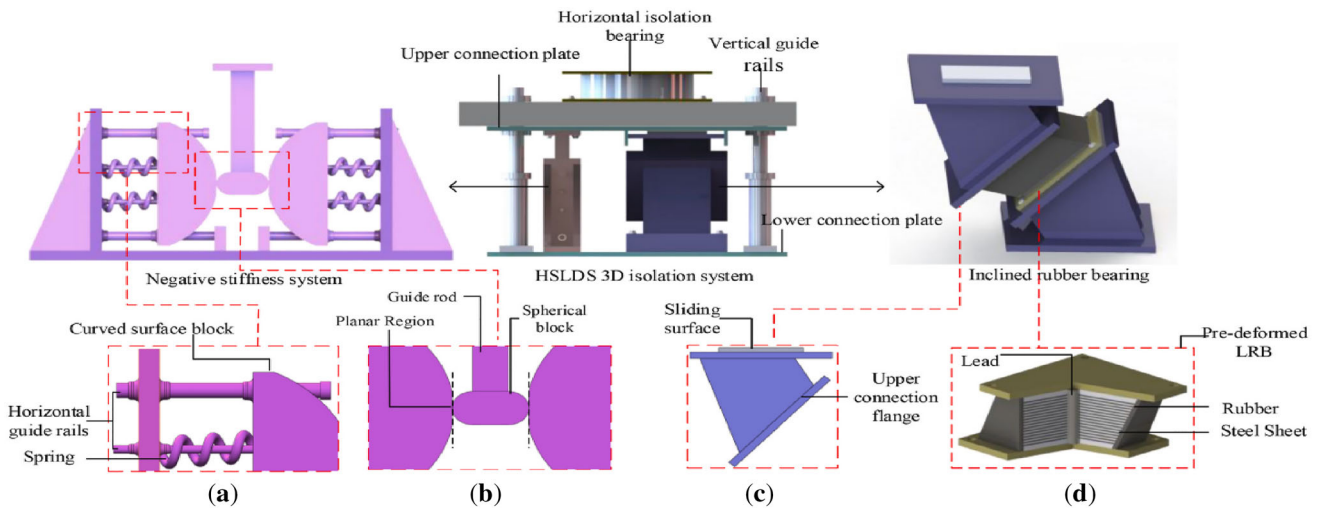 Horizontal isolation
bearing
Upper connection plate
Vertical guide
rails
Lower connection plate
Negative stiffness system
HSLDS 3D isolation system
Inclined rubber bearing
Curved surface block
Horizontal
guide rails
Spring
Guide rod
Planar Region
Spherical
block
Sliding
surface
Upper
connection
flange
Pre-deformed
LRB
Lead
Rubber
Steel Sheet
(a)
(b)
(c)
(d)